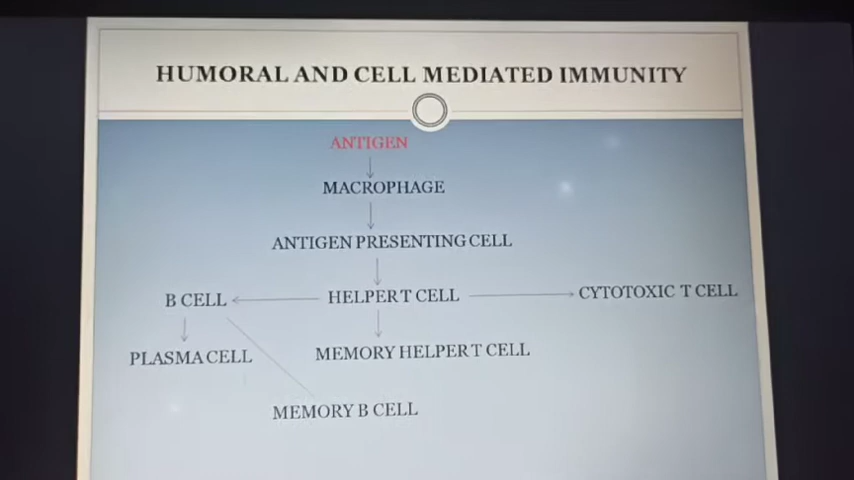 HUMORAL AND CELL MEDIATED IMMUNITY
ANTIGEN
MACROPHAGE
ANTIGEN PRESENTING CELL
B CELL
HELPER T CELL
CYTOTOXIC T CELL
PLASMA CELL
MEMORY HELPER T CELL
MEMORY B CELL